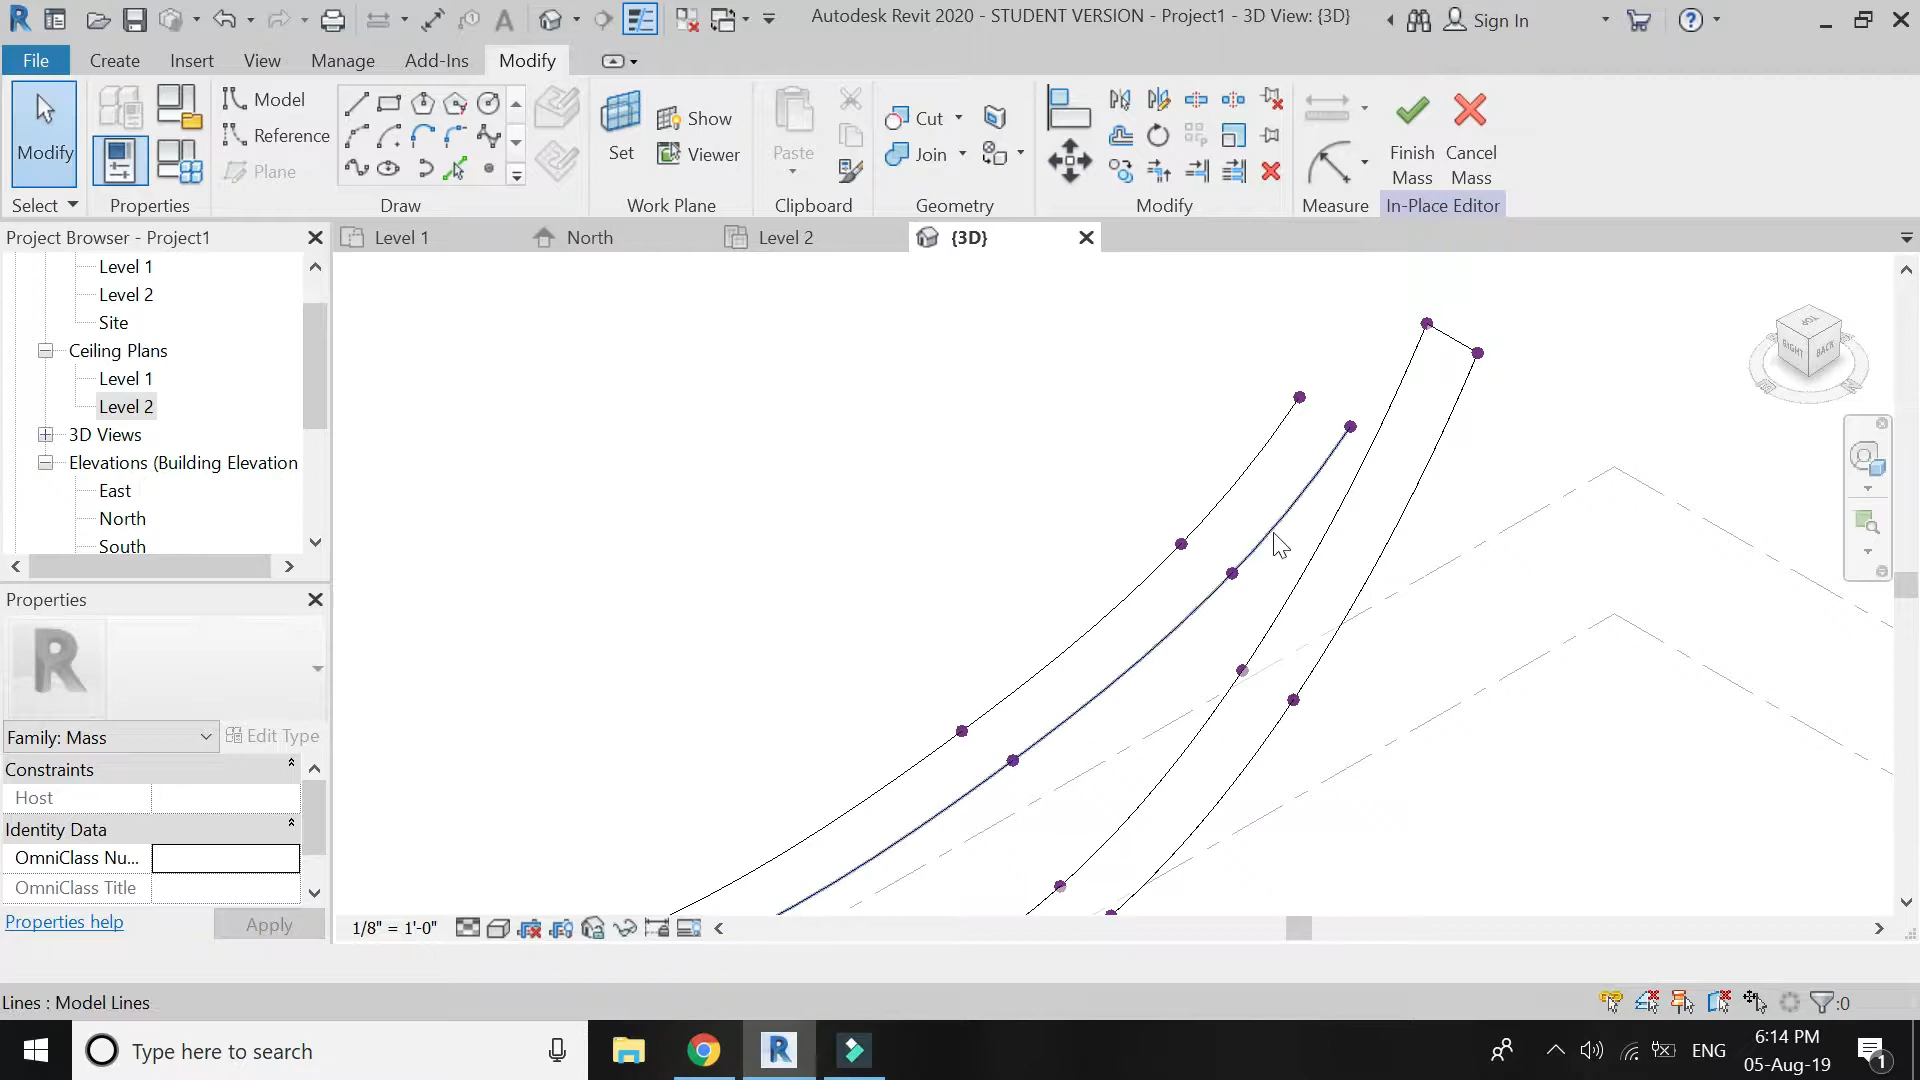 Autodesk Revit 2020 - STUDENT VERSION - Project1 - 3D View: {3D}
Sign In
File
Create
Insert
View
Manage
Add-Ins
Modify
Modify
Select
Properties
Model
Reference
Plane
Draw
Set
Show
Viewer
Work Plane
Paste
Clipboard
Cut
Join
Geometry
Modify
Measure
Finish
Mass
Cancel
Mass
In-Place Editor
Project Browser - Project1
Level 1
North
Level 2
{3D}
Level 1
Level 2
Site
Ceiling Plans
Level 1
Level 2
3D Views
Elevations (Building Elevation
East
North
South
TOP
RIGHT
BACK
Properties
Family: Mass
Edit Type
Constraints
Host
Identity Data
OmniClass Nu...
OmniClass Title
Properties help
Apply
1/8" = 1'-0"
Lines : Model Lines
:0
Type here to search
ENG
6:14 PM
05-Aug-19
1